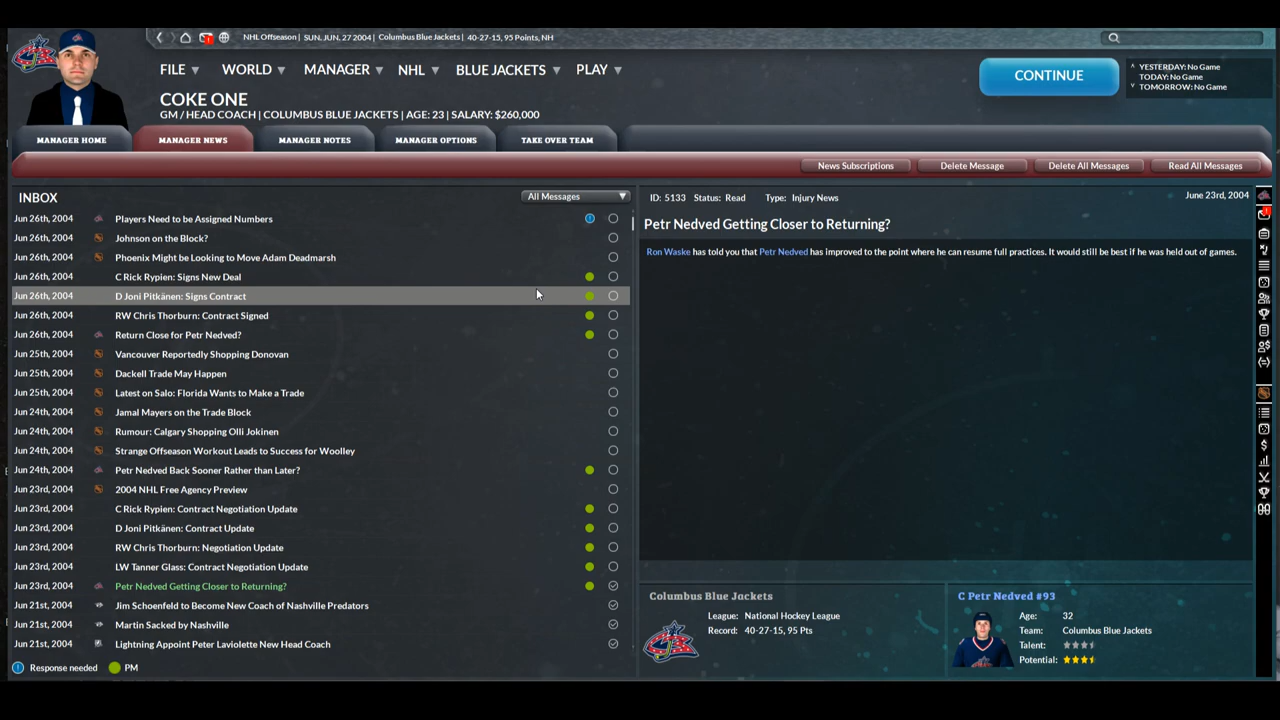 NHL Offseason | SUN. JUN. 27 2004 | Columbus Blue Jackets | 40-27-15, 95 Points, NH
FILE WORLD MANAGER NHL BLUE JACKETS PLAY
CONTINUE
YESTERDAY: No Game
TODAY: No Game
TOMORROW: No Game
COKE ONE
GM / HEAD COACH | COLUMBUS BLUE JACKETS | AGE: 23 | SALARY: $260,000
MANAGER HOME MANAGER NEWS MANAGER NOTES MANAGER OPTIONS TAKE OVER TEAM
News Subscriptions Delete Message Delete All Messages Read All Messages
INBOX All Messages
Jun 26th, 2004 Players Need to be Assigned Numbers
Jun 26th, 2004 Johnson on the Block?
Jun 26th, 2004 Phoenix Might be Looking to Move Adam Deadmarsh
Jun 26th, 2004 C Rick Rypien: Signs New Deal
Jun 26th, 2004 D Joni Pitkänen: Signs Contract
Jun 26th, 2004 RW Chris Thorburn: Contract Signed
Jun 26th, 2004 Return Close for Petr Nedved?
Jun 25th, 2004 Vancouver Reportedly Shopping Donovan
Jun 25th, 2004 Dackell Trade May Happen
Jun 25th, 2004 Latest on Salo: Florida Wants to Make a Trade
Jun 24th, 2004 Jamal Mayers on the Trade Block
Jun 24th, 2004 Rumour: Calgary Shopping Olli Jokinen
Jun 24th, 2004 Strange Offseason Workout Leads to Success for Woolley
Jun 24th, 2004 Petr Nedved Back Sooner Rather than Later?
Jun 23rd, 2004 2004 NHL Free Agency Preview
Jun 23rd, 2004 C Rick Rypien: Contract Negotiation Update
Jun 23rd, 2004 D Joni Pitkänen: Contract Update
Jun 23rd, 2004 RW Chris Thorburn: Negotiation Update
Jun 23rd, 2004 LW Tanner Glass: Contract Negotiation Update
Jun 23rd, 2004 Petr Nedved Getting Closer to Returning?
Jun 21st, 2004 Jim Schoenfeld to Become New Coach of Nashville Predators
Jun 21st, 2004 Martin Sacked by Nashville
Jun 21st, 2004 Lightning Appoint Peter Laviolette New Head Coach
Response needed PM
ID: 5133 Status: Read Type: Injury News June 23rd, 2004
Petr Nedved Getting Closer to Returning?
Ron Waske has told you that Petr Nedved has improved to the point where he can resume full practices. It would still be best if he was held out of games.
Columbus Blue Jackets
League: National Hockey League
Record: 40-27-15, 95 Pts
C Petr Nedved #93
Age: 32
Team: Columbus Blue Jackets
Talent:
Potential: